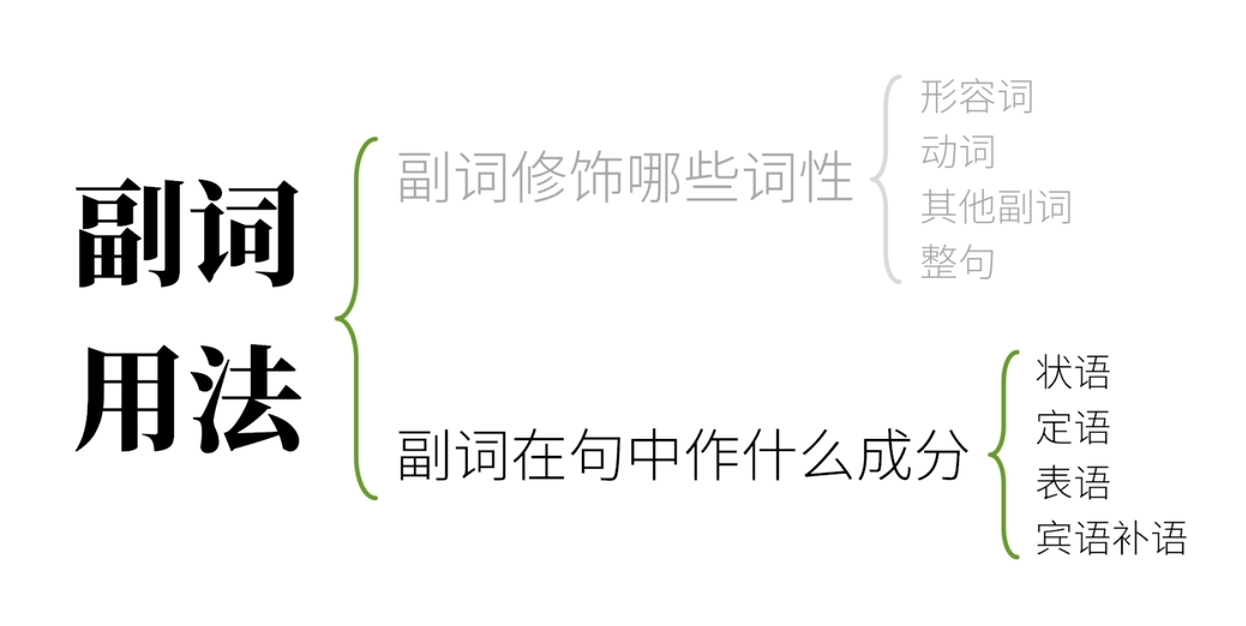 副词
用法
副词修饰哪些词性
形容词
动词
其他副词
整句
副词在句中作什么成分
状语
定语
表语
宾语补语